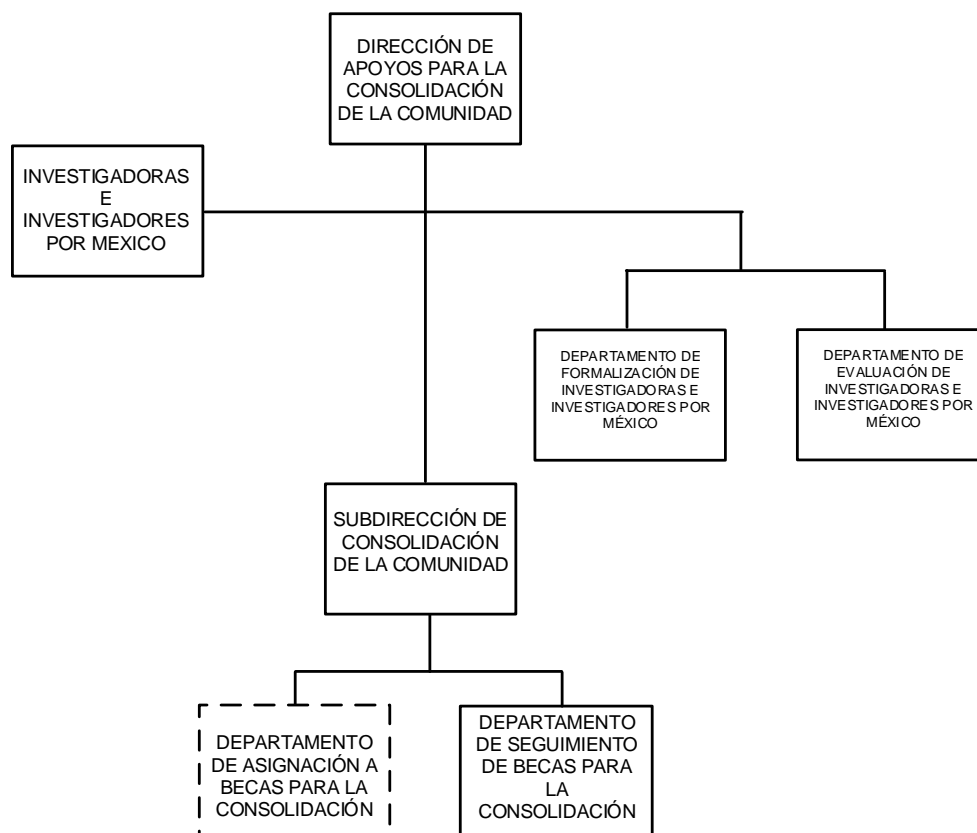 DIRECCIÓN DE
APOYOS PARA LA
CONSOLIDACIÓN
DE LA COMUNIDAD
INVESTIGADORAS
E
INVESTIGADORES
POR MEXICO
DEPARTAMENTO DE
FORMALIZACIÓN DE
INVESTIGADORAS E
INVESTIGADORES POR
MÉXICO
DEPARTAMENTO DE
EVALUACIÓN DE
INVESTIGADORAS E
INVESTIGADORES POR
MÉXICO
SUBDIRECCIÓN DE
CONSOLIDACIÓN
DE LA COMUNIDAD
DEPARTAMENTO
DE ASIGNACIÓN A
BECAS PARA LA
CONSOLIDACIÓN
DEPARTAMENTO
DE SEGUIMIENTO
DE BECAS PARA
LA
CONSOLIDACIÓN